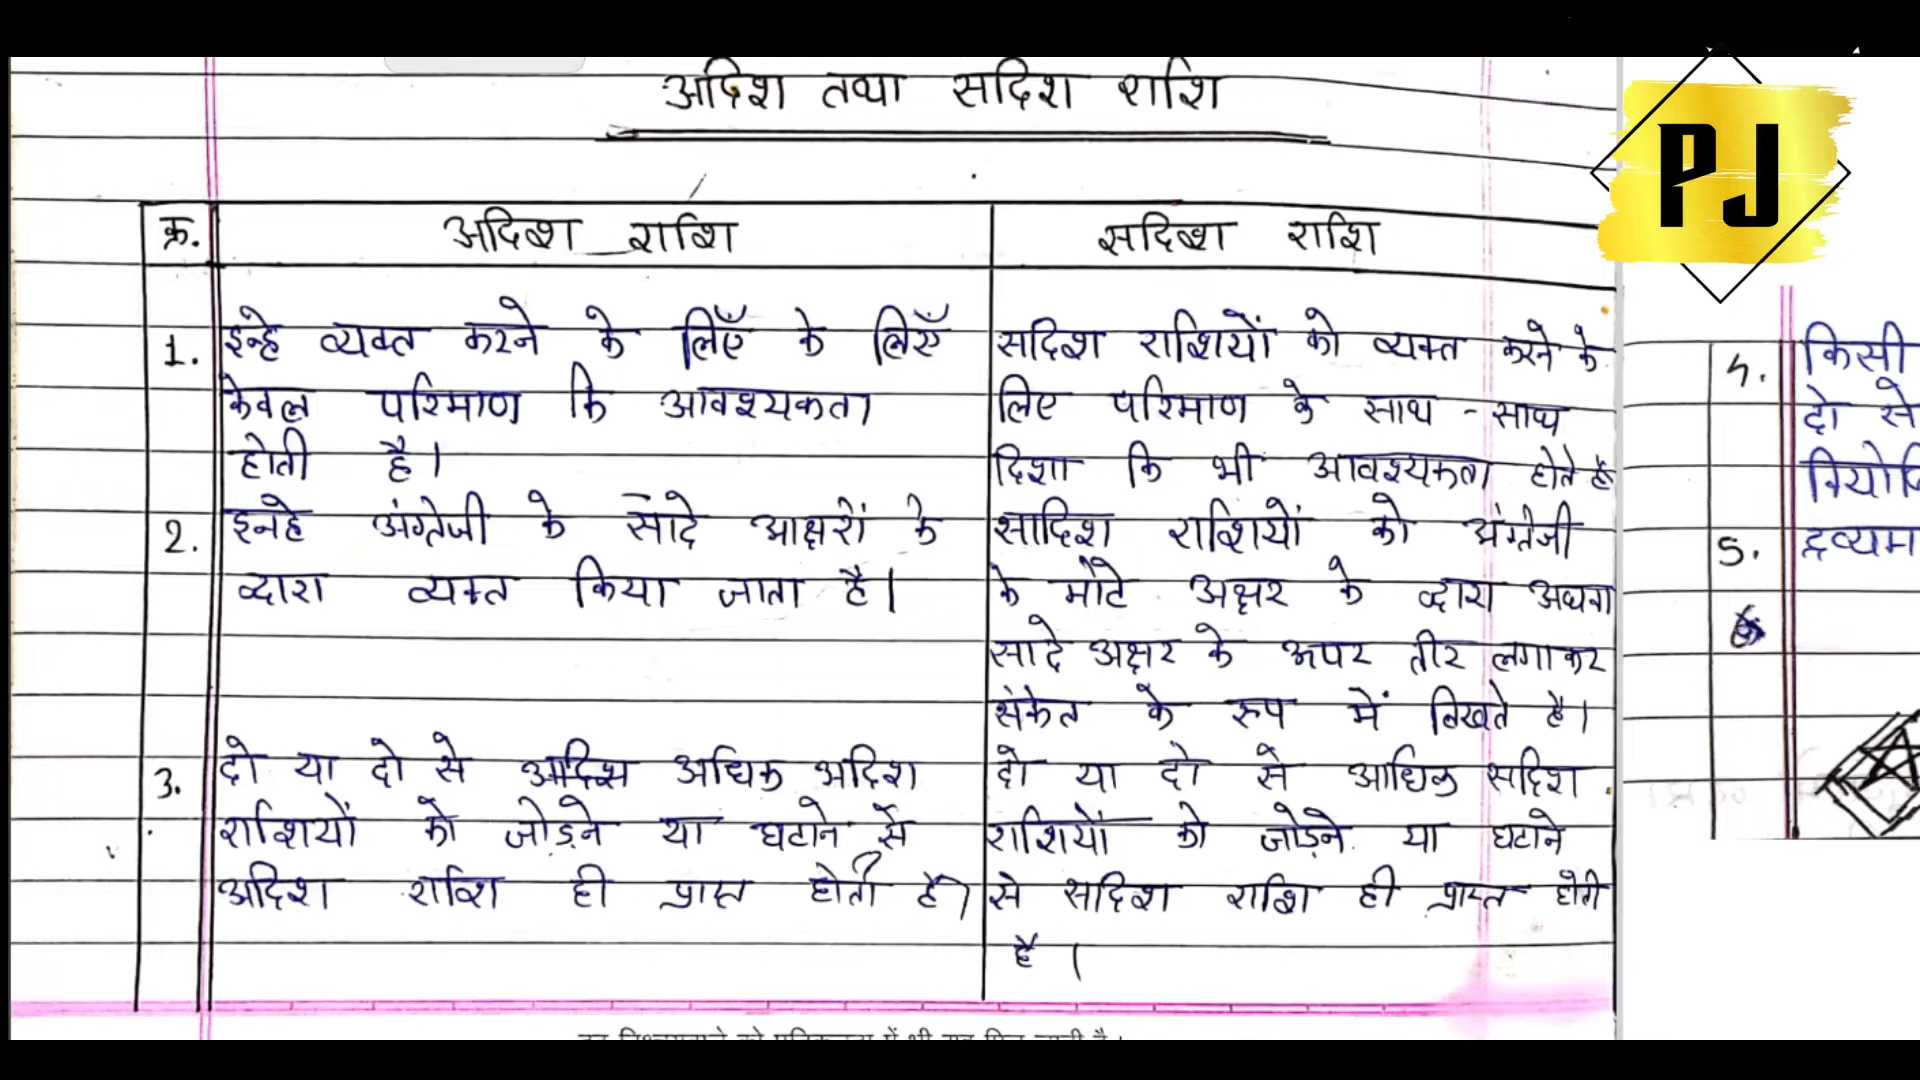 अदिश तथा सदिश राशि
PJ
क्र. अदिश राशि सदिश राशि
1. इन्हे व्यक्त करने के लिएँ के लिएँ
केवल परिमाण कि आवश्यकता
होती है।
सदिश राशियों को व्यक्त करने के
लिए परिमाण के साथ - साथ
दिशा कि भी आवश्यकता होते है
2. इनहे अंग्रेजी के सादे आक्षरों के
द्वारा व्यक्त किया जाता है।
सादिश राशियों को अंग्रेजी
के मोटे अक्षर के द्वारा अथवा
सादे अक्षर के ऊपर तीर लगाकर
संकेत के रुप में लिखते है।
3. दो या दो से अदिश अधिक अदिश
राशियों को जोड़ने या घटाने से
अदिश राशि ही प्राप्त होती है।
दो या दो से आधिक सदिश
राशियों को जोड़ने या घटाने
से सदिश राशि ही प्राप्त होती
है।
4. किसी
दो से
5. द्रव्यम